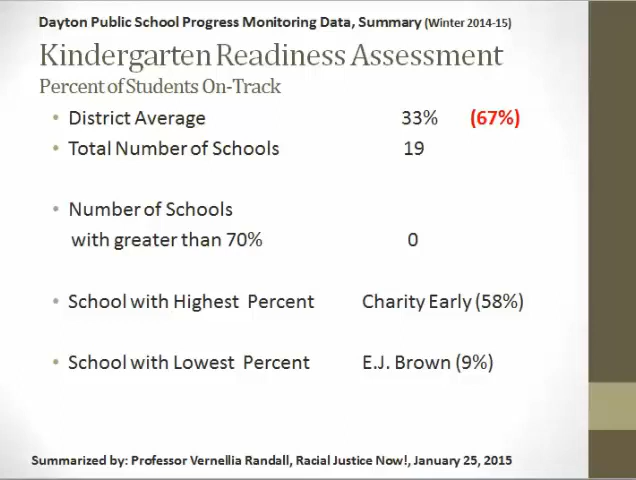 Dayton Public School Progress Monitoring Data, Summary (Winter 2014-15)
Kindergarten Readiness Assessment
Percent of Students On-Track
• District Average 33% (67%)
• Total Number of Schools 19
• Number of Schools
with greater than 70% 0
• School with Highest Percent Charity Early (58%)
• School with Lowest Percent E.J. Brown (9%)
Summarized by: Professor Vernellia Randall, Racial Justice Now!, January 25, 2015